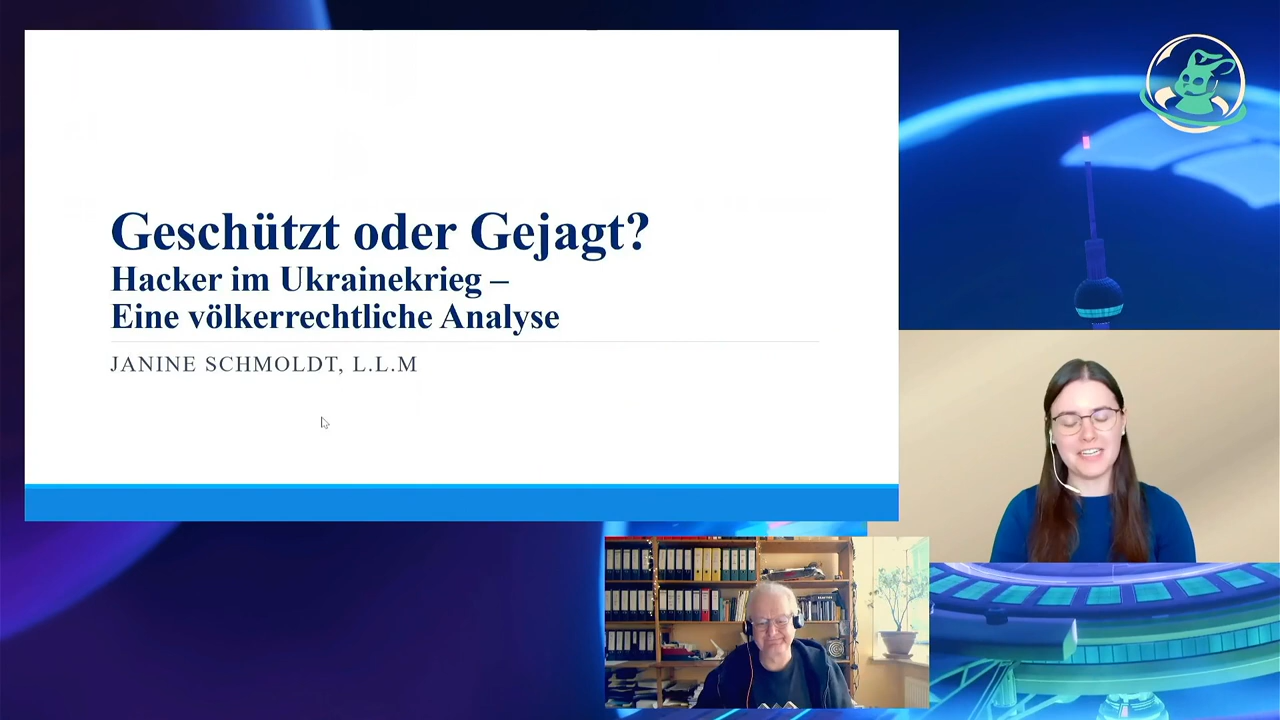 Geschützt oder Gejagt?
Hacker im Ukrainekrieg –
Eine völkerrechtliche Analyse
JANINE SCHMOLDT, L.L.M